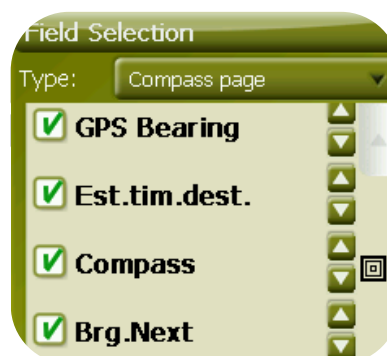 Field Selection
Type: Compass page
GPS Bearing
Est.tim.dest.
Compass
Brg.Next